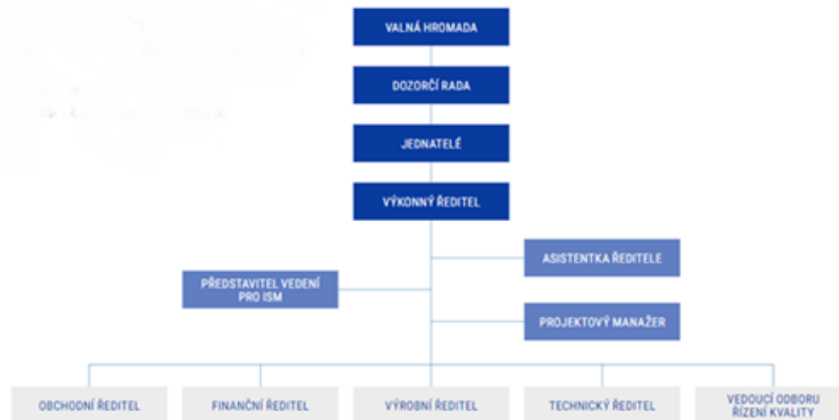 VALNÁ HROMADA
DOZORČÍ RADA
JEDNATELÉ
VÝKONNÝ ŘEDITEL
ASISTENTKA ŘEDITELE
PŘEDSTAVITEL VEDENÍ
PRO ISM
PROJEKTOVÝ MANAŽER
OBCHODNÍ ŘEDITEL
FINANČNÍ ŘEDITEL
VÝROBNÍ ŘEDITEL
TECHNICKÝ ŘEDITEL
VEDOUCÍ ODBORU
ŘÍZENÍ KVALITY